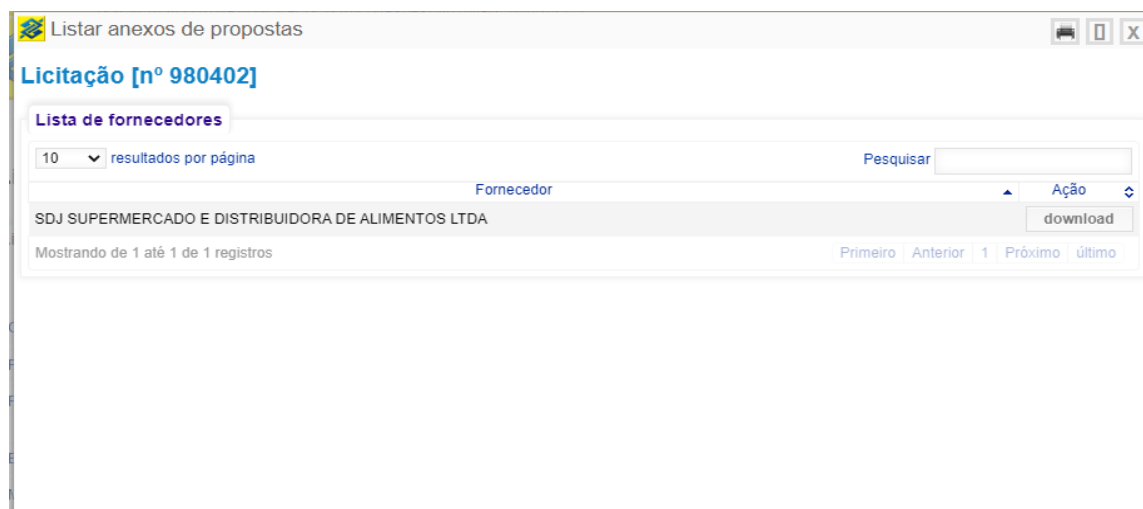 Listar anexos de propostas
X
Licitação [nº 980402]
Lista de fornecedores
10 resultados por página Pesquisar
Fornecedor Ação
SDJ SUPERMERCADO E DISTRIBUIDORA DE ALIMENTOS LTDA download
Mostrando de 1 até 1 de 1 registros Primeiro Anterior 1 Próximo último